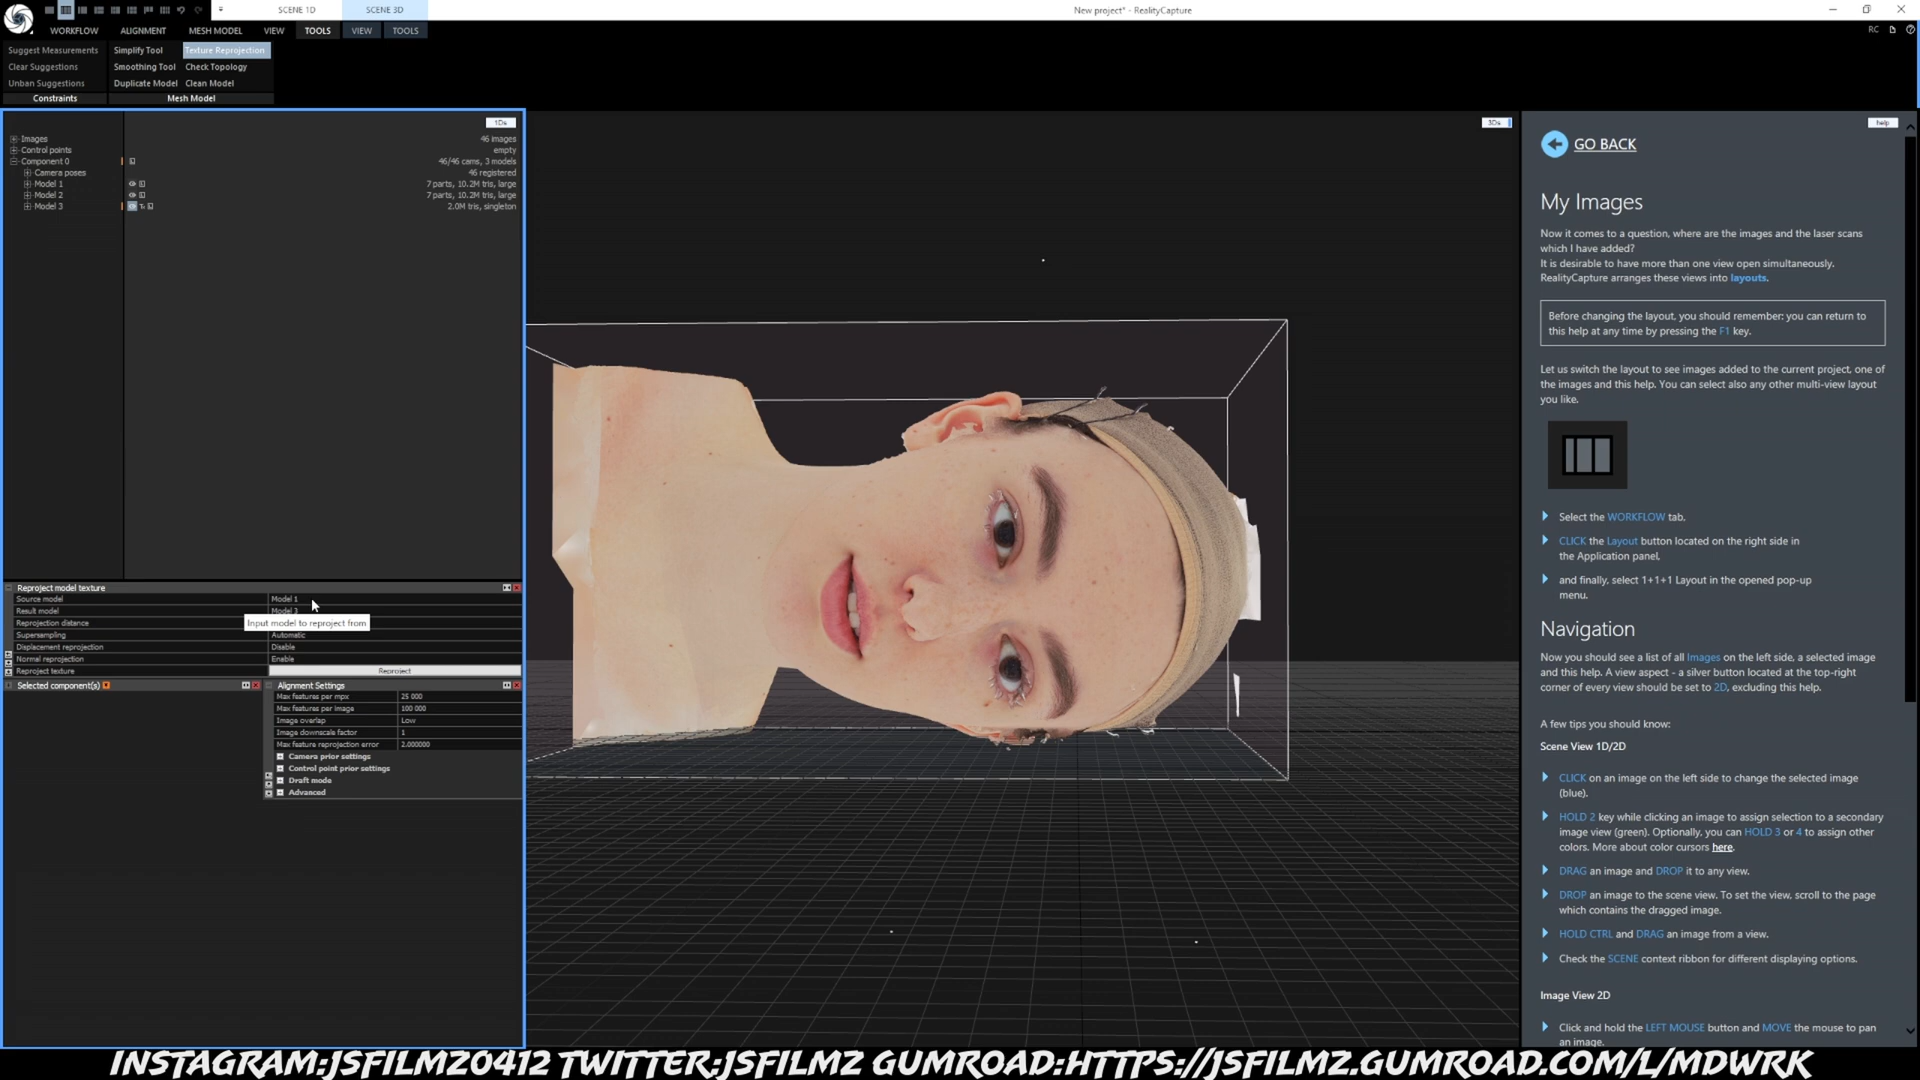 SCENE 1D
SCENE 3D
New project* - RealityCapture
WORKFLOW
ALIGNMENT
MESH MODEL
VIEW
TOOLS
VIEW
TOOLS
RC
Suggest Measurements
Simplify Tool
Texture Reprojection
Clear Suggestions
Smoothing Tool
Check Topology
Unban Suggestions
Duplicate Model
Clean Model
Constraints
Mesh Model
1Ds
Images
46 images
Control points
empty
Component 0
46/46 cams, 3 models
Camera poses
46 registered
Model 1
7 parts, 10.2M tris, large
Model 2
7 parts, 10.2M tris, large
Model 3
2.0M tris, singleton
Reproject model texture
Source model
Model 1
Result model
Model 3
Reprojection distance
Input model to reproject from
Supersampling
Automatic
Displacement reprojection
Disable
Normal reprojection
Enable
Reproject texture
Reproject
Selected component(s)
Alignment Settings
Max features per mpx
25 000
Max features per image
100 000
Image overlap
Low
Image downscale factor
1
Max feature reprojection error
2.000000
Camera prior settings
Control point prior settings
Draft mode
Advanced
3Ds
help
GO BACK
My Images
Now it comes to a question, where are the images and the laser scans
which I have added?
It is desirable to have more than one view open simultaneously.
RealityCapture arranges these views into layouts.
Before changing the layout, you should remember: you can return to
this help at any time by pressing the F1 key.
Let us switch the layout to see images added to the current project, one of
the images and this help. You can select also any other multi-view layout
you like.
Select the WORKFLOW tab.
CLICK the Layout button located on the right side in
the Application panel,
and finally, select 1+1+1 Layout in the opened pop-up
menu.
Navigation
Now you should see a list of all Images on the left side, a selected image
and this help. A view aspect - a silver button located at the top-right
corner of every view should be set to 2D, excluding this help.
A few tips you should know:
Scene View 1D/2D
CLICK on an image on the left side to change the selected image
(blue).
HOLD 2 key while clicking an image to assign selection to a secondary
image view (green). Optionally, you can HOLD 3 or 4 to assign other
colors. More about color cursors here.
DRAG an image and DROP it to any view.
DROP an image to the scene view. To set the view, scroll to the page
which contains the dragged image.
HOLD CTRL and DRAG an image from a view.
Check the SCENE context ribbon for different displaying options.
Image View 2D
Click and hold the LEFT MOUSE button and MOVE the mouse to pan
an image.
INSTAGRAM:JSFILMZ0412 TWITTER:JSFILMZ GUMROAD:HTTPS://JSFILMZ.GUMROAD.COM/L/MDWRK